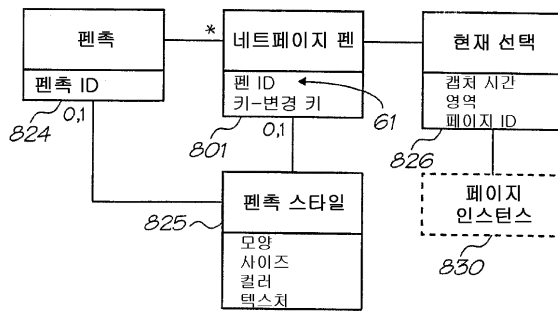 펜촉
펜촉 ID
824
0,1
*
네트페이지 펜
펜 ID
키-변경 키
61
801
0,1
현재 선택
캡처 시간
영역
페이지 ID
826
펜촉 스타일
825
모양
사이즈
컬러
텍스처
페이지
인스턴스
830